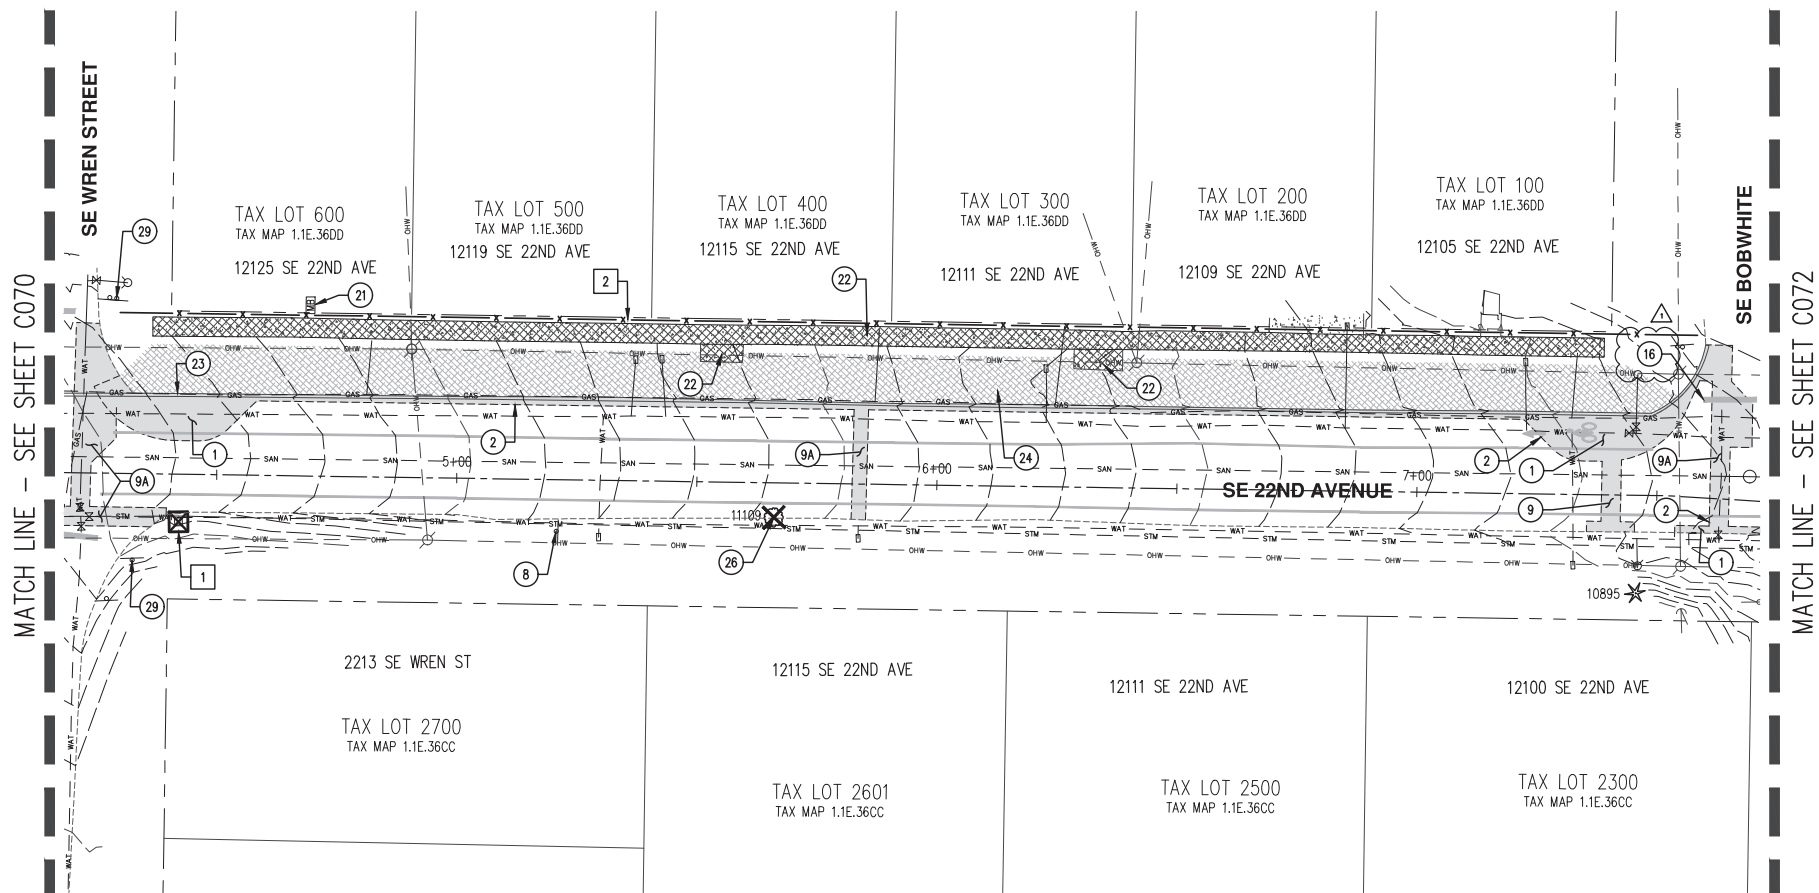 SE WREN STREET
MATCH LINE - SEE SHEET C070
TAX LOT 600
TAX MAP 1.1E.36DD
12125 SE 22ND AVE
TAX LOT 500
TAX MAP 1.1E.36DD
12119 SE 22ND AVE
TAX LOT 400
TAX MAP 1.1E.36DD
12115 SE 22ND AVE
TAX LOT 300
TAX MAP 1.1E.36DD
12111 SE 22ND AVE
TAX LOT 200
TAX MAP 1.1E.36DD
12109 SE 22ND AVE
TAX LOT 100
TAX MAP 1.1E.36DD
12105 SE 22ND AVE
SE BOBWHITE
MATCH LINE - SEE SHEET C072
29
21
2
22
1
16
23
22
22
2
1
9A
24
2
1
9A
9A
9
2
1
5+00
6+00
7+00
SE 22ND AVENUE
11109
26
8
1
29
10895
OHW
GAS
WAT
SAN
STM
2213 SE WREN ST
TAX LOT 2700
TAX MAP 1.1E.36CC
12115 SE 22ND AVE
TAX LOT 2601
TAX MAP 1.1E.36CC
12111 SE 22ND AVE
TAX LOT 2500
TAX MAP 1.1E.36CC
12100 SE 22ND AVE
TAX LOT 2300
TAX MAP 1.1E.36CC